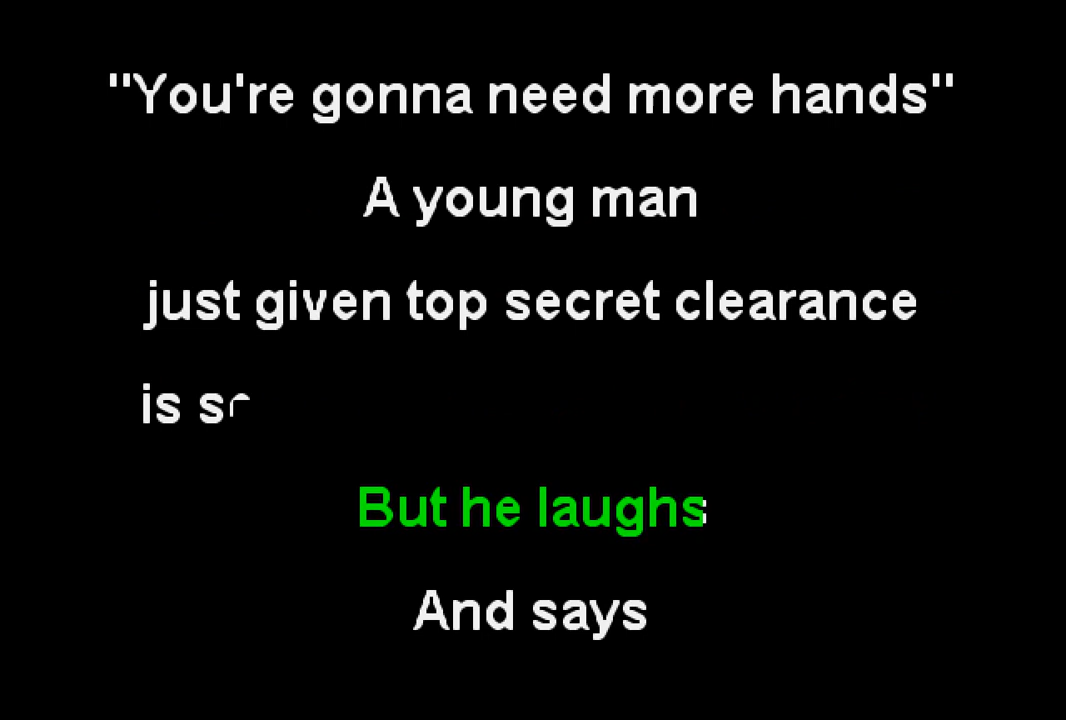 "You're gonna need more hands"
A young man
just given top secret clearance
is
But he laughs
And says